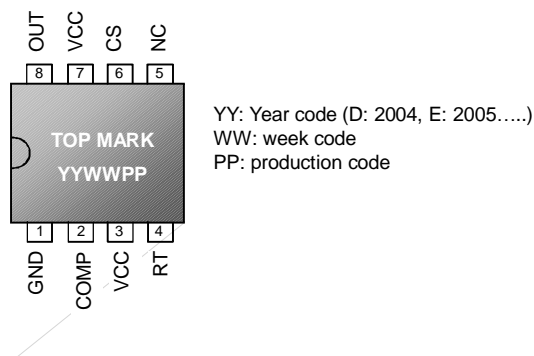 OUT VCC CS NC
8 7 6 5
TOP MARK
YYWWPP
1 2 3 4
GND COMP VCC RT
YY: Year code (D: 2004, E: 2005.....)
WW: week code
PP: production code